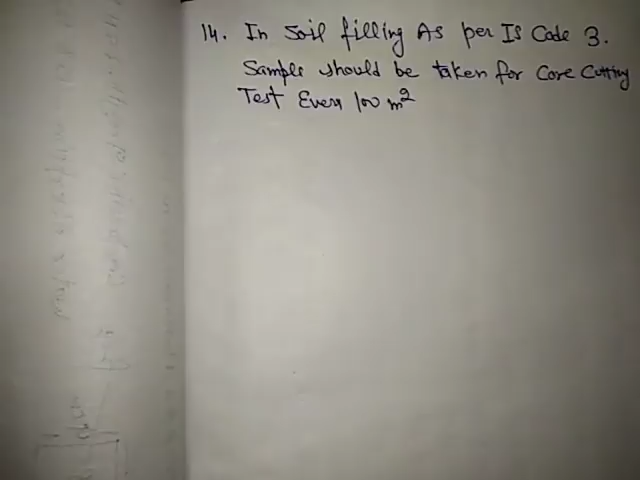 14. In Soil filling As per Is Code 3.
Sample should be taken for Core Cutting
Test Every 100 m²